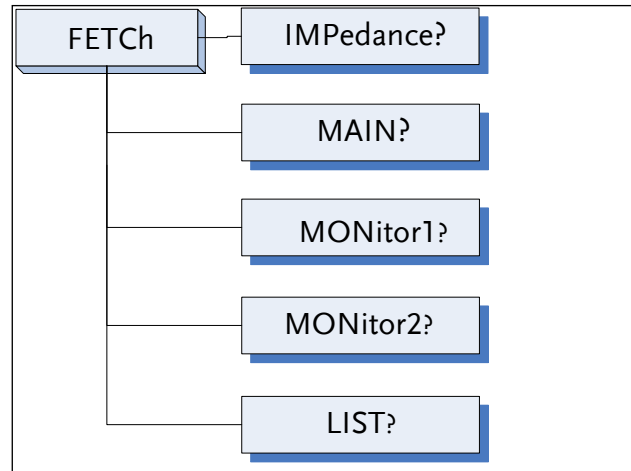 FETCh
IMPedance?
MAIN?
MONitor1?
MONitor2?
LIST?